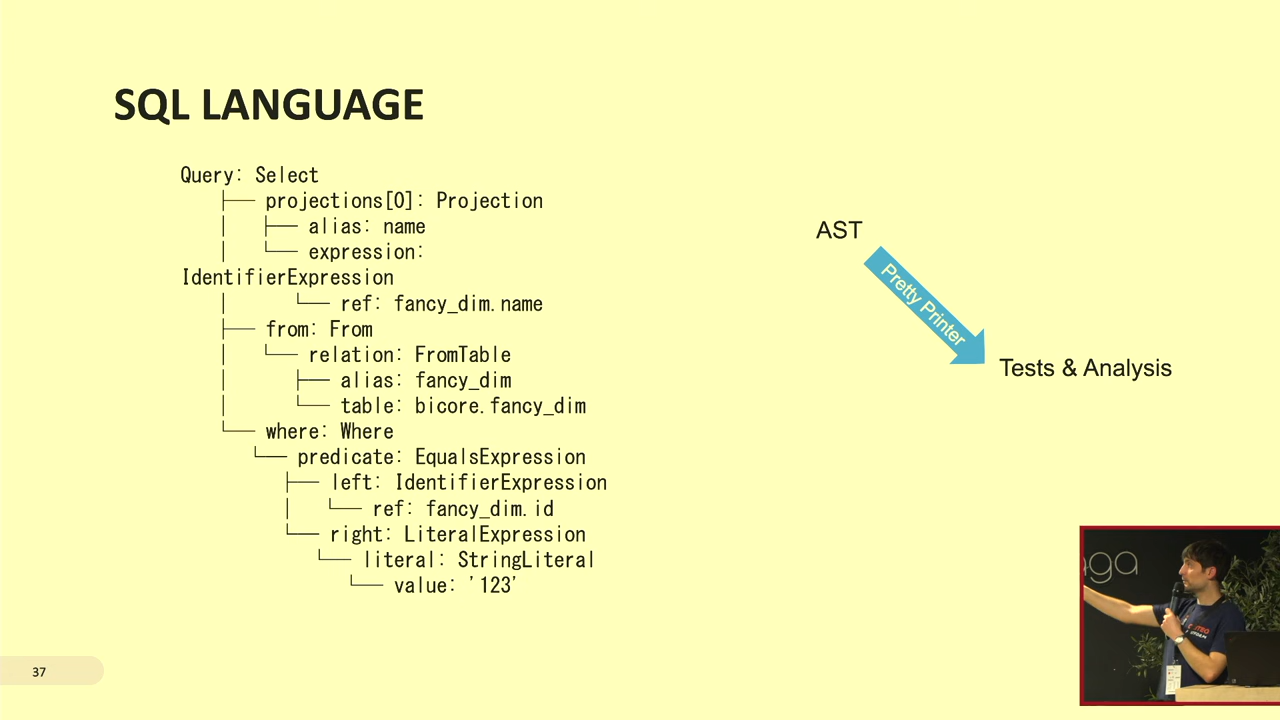 SQL LANGUAGE
Query: Select
├── projections[0]: Projection
│   ├── alias: name
│   └── expression:
IdentifierExpression
│       └── ref: fancy_dim.name
├── from: From
│   └── relation: FromTable
│       ├── alias: fancy_dim
│       └── table: bicore.fancy_dim
└── where: Where
└── predicate: EqualsExpression
├── left: IdentifierExpression
│   └── ref: fancy_dim.id
└── right: LiteralExpression
└── literal: StringLiteral
└── value: '123'
AST
Pretty Printer
Tests & Analysis
37